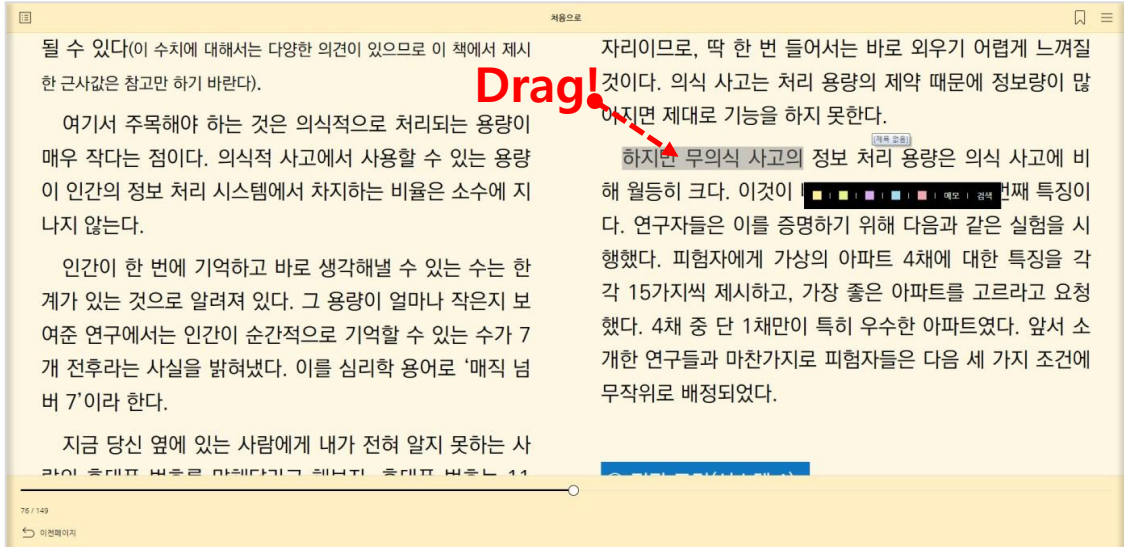 처음으로
될 수 있다(이 수치에 대해서는 다양한 의견이 있으므로 이 책에서 제시
한 근사값은 참고만 하기 바란다).
여기서 주목해야 하는 것은 의식적으로 처리되는 용량이
매우 작다는 점이다. 의식적 사고에서 사용할 수 있는 용량
이 인간의 정보 처리 시스템에서 차지하는 비율은 소수에 지
나지 않는다.
인간이 한 번에 기억하고 바로 생각해낼 수 있는 수는 한
계가 있는 것으로 알려져 있다. 그 용량이 얼마나 작은지 보
여준 연구에서는 인간이 순간적으로 기억할 수 있는 수가 7
개 전후라는 사실을 밝혀냈다. 이를 심리학 용어로 ‘매직 넘
버 7’이라 한다.
지금 당신 옆에 있는 사람에게 내가 전혀 알지 못하는 사
자리이므로, 딱 한 번 들어서는 바로 외우기 어렵게 느껴질
Drag!
것이다. 의식 사고는 처리 용량의 제약 때문에 정보량이 많
어지면 제대로 기능을 하지 못한다.
(제목 없음)
하지만 무의식 사고의 정보 처리 용량은 의식 사고에 비
해 월등히 크다. 이것이 번째 특징이
메모 | 검색
다. 연구자들은 이를 증명하기 위해 다음과 같은 실험을 시
행했다. 피험자에게 가상의 아파트 4채에 대한 특징을 각
각 15가지씩 제시하고, 가장 좋은 아파트를 고르라고 요청
했다. 4채 중 단 1채만이 특히 우수한 아파트였다. 앞서 소
개한 연구들과 마찬가지로 피험자들은 다음 세 가지 조건에
무작위로 배정되었다.
76 / 149
이전페이지